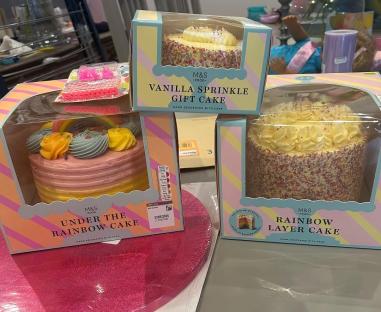 M&S
VANILLA SPRINKLE
GIFT CAKE
M&S
UNDER THE
RAINBOW CAKE
M&S
RAINBOW
LAYER CAKE